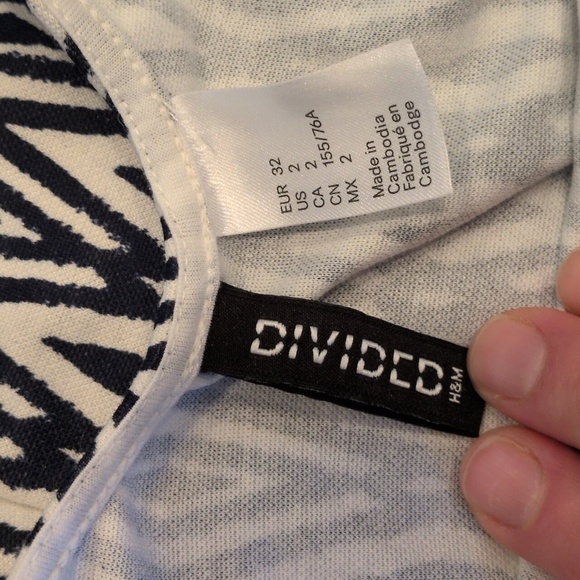 EUR 32
US 2
CA 2
CN 155/76A
MX 2
Made in
Cambodia
Fabriqué en
Cambodge
DIVIDED
H&M